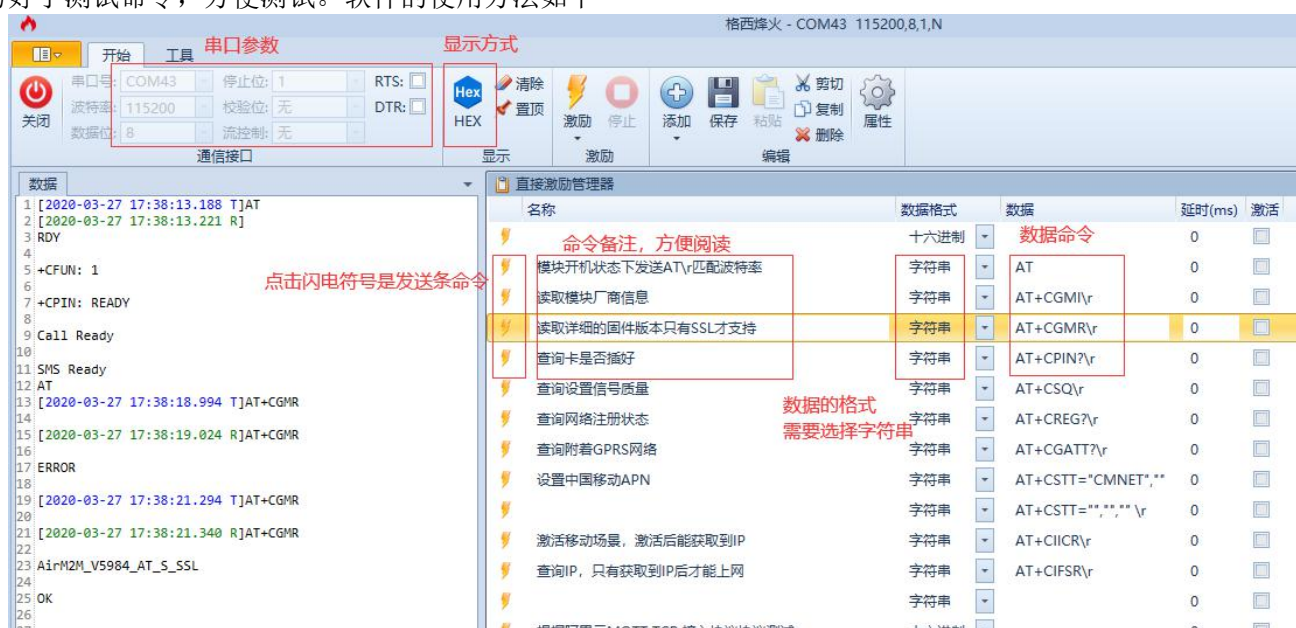 好了测试命令，方便测试。软件的使用方法如下
格西烽火 - COM43 115200,8,1,N
开始 工具 串口参数 显示方式
串口号: COM43 停止位: 1 RTS:
波特率: 115200 校验位: 无 DTR:
数据位: 8 流控制: 无
关闭 HEX Hex 清除 置顶 激励 停止 添加 保存 粘贴 剪切 复制 删除 属性
通信接口 显示 激励 编辑
数据
1 [2020-03-27 17:38:13.188 T]AT
2 [2020-03-27 17:38:13.221 R]
3 RDY
4
5 +CFUN: 1
6
7 +CPIN: READY
8
9 Call Ready
10
11 SMS Ready
12 AT
13 [2020-03-27 17:38:18.994 T]AT+CGMR
14
15 [2020-03-27 17:38:19.024 R]AT+CGMR
16
17 ERROR
18
19 [2020-03-27 17:38:21.294 T]AT+CGMR
20
21 [2020-03-27 17:38:21.340 R]AT+CGMR
22
23 AirM2M_V5984_AT_S_SSL
24
25 OK
26
点击闪电符号是发送条命令
直接激励管理器
名称 数据格式 数据 延时(ms) 激活
命令备注，方便阅读 十六进制 数据命令 0
模块开机状态下发送AT\r匹配波特率 字符串 AT 0
读取模块厂商信息 字符串 AT+CGMI\r 0
读取详细的固件版本只有SSL才支持 字符串 AT+CGMR\r 0
查询卡是否插好 字符串 AT+CPIN?\r 0
查询设置信号质量 字符串 AT+CSQ\r 0
数据的格式
需要选择字符串
查询网络注册状态 字符串 AT+CREG?\r 0
查询附着GPRS网络 字符串 AT+CGATT?\r 0
设置中国移动APN 字符串 AT+CSTT="CMNET","" 0
字符串 AT+CSTT="","","" \r 0
激活移动场景，激活后能获取到IP 字符串 AT+CIICR\r 0
查询IP，只有获取到IP后才能上网 字符串 AT+CIFSR\r 0
字符串 0